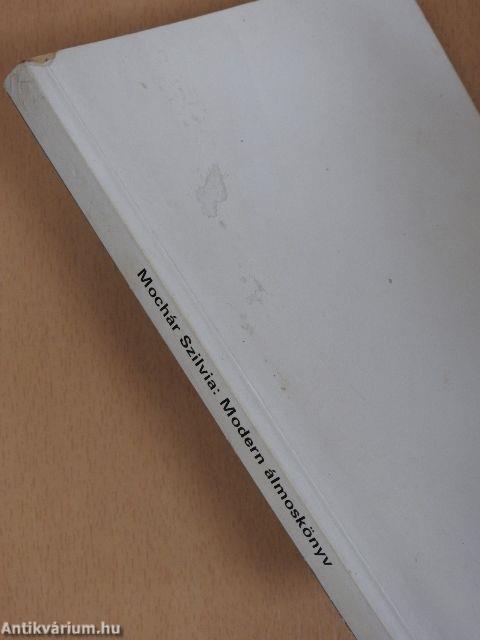 Mochár Szilvia: Modern álmoskönyv
Antikvárium.hu